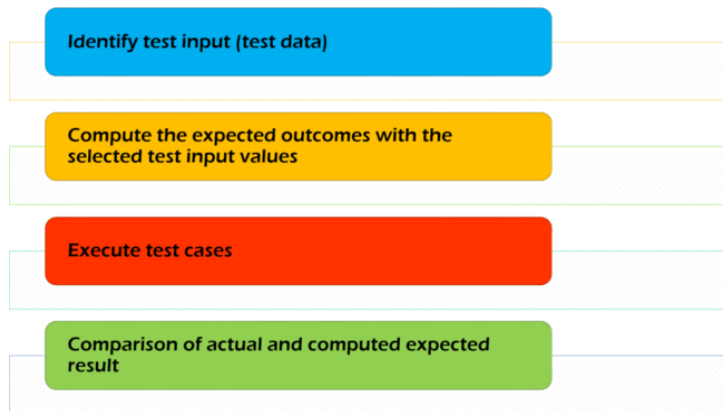 Identify test input (test data)
Compute the expected outcomes with the
selected test input values
Execute test cases
Comparison of actual and computed expected
result